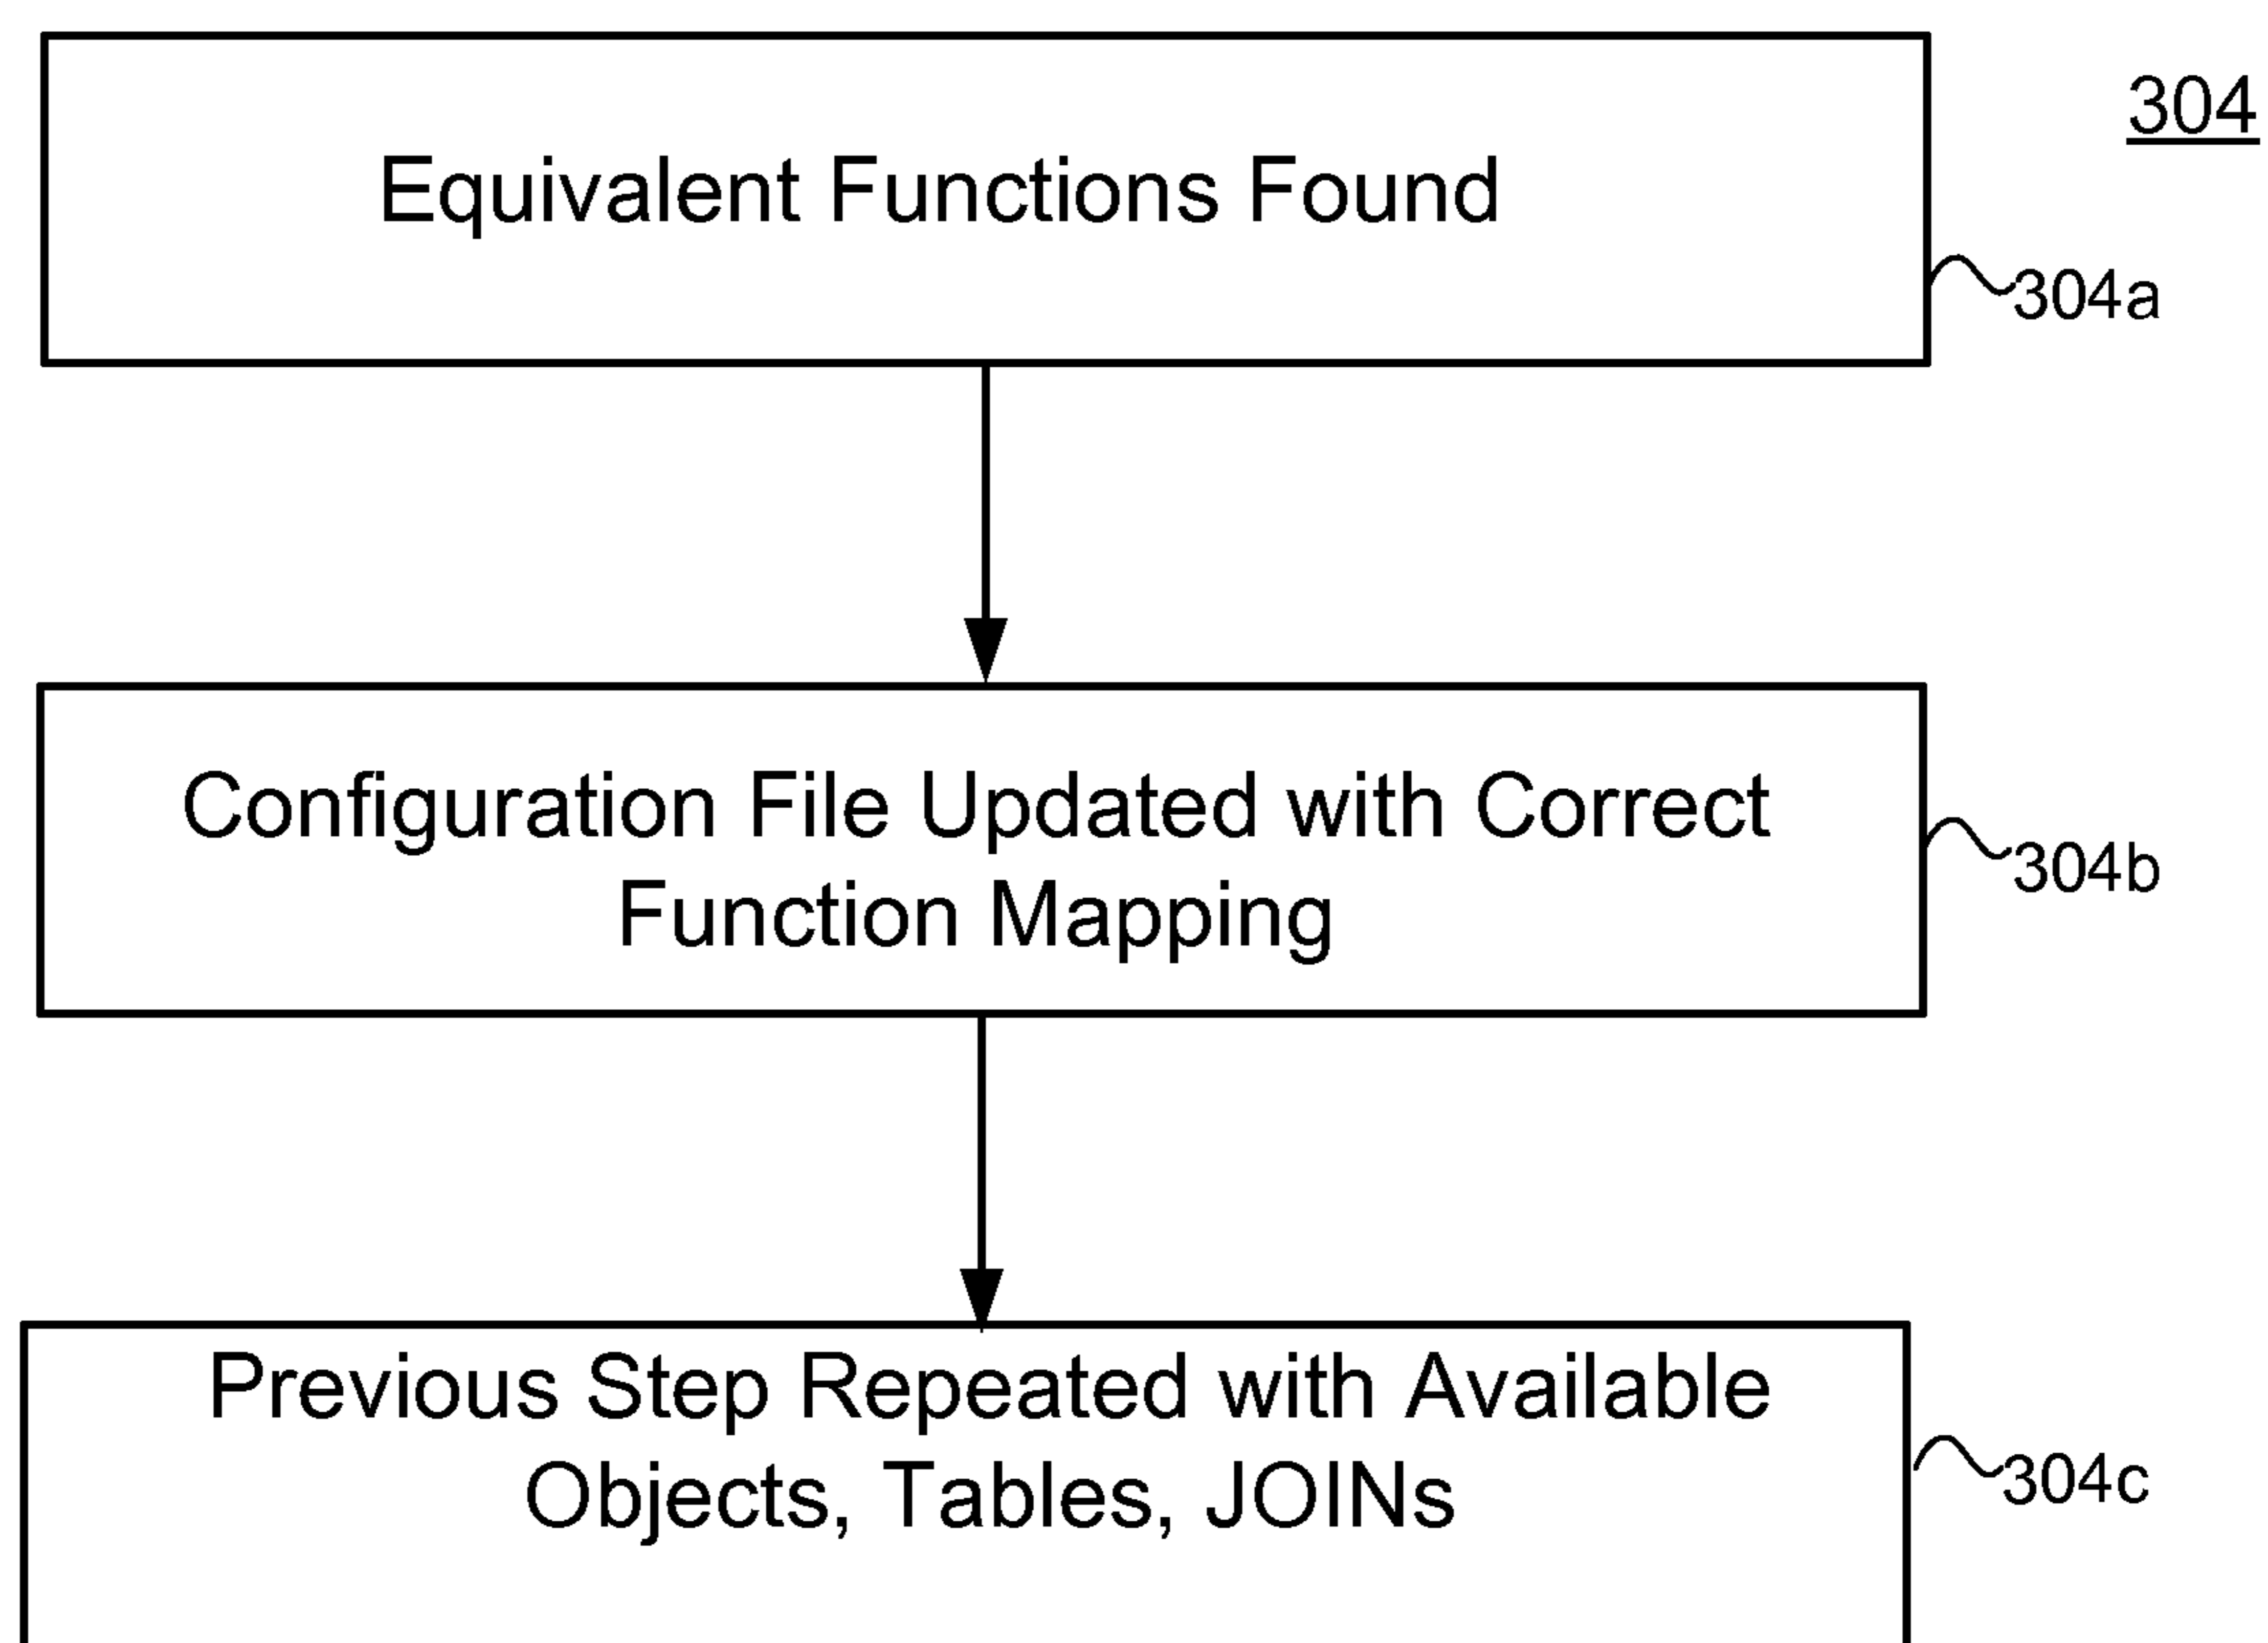 304
Equivalent Functions Found
304a
Configuration File Updated with Correct
Function Mapping
304b
Previous Step Repeated with Available
Objects, Tables, JOINs
304c